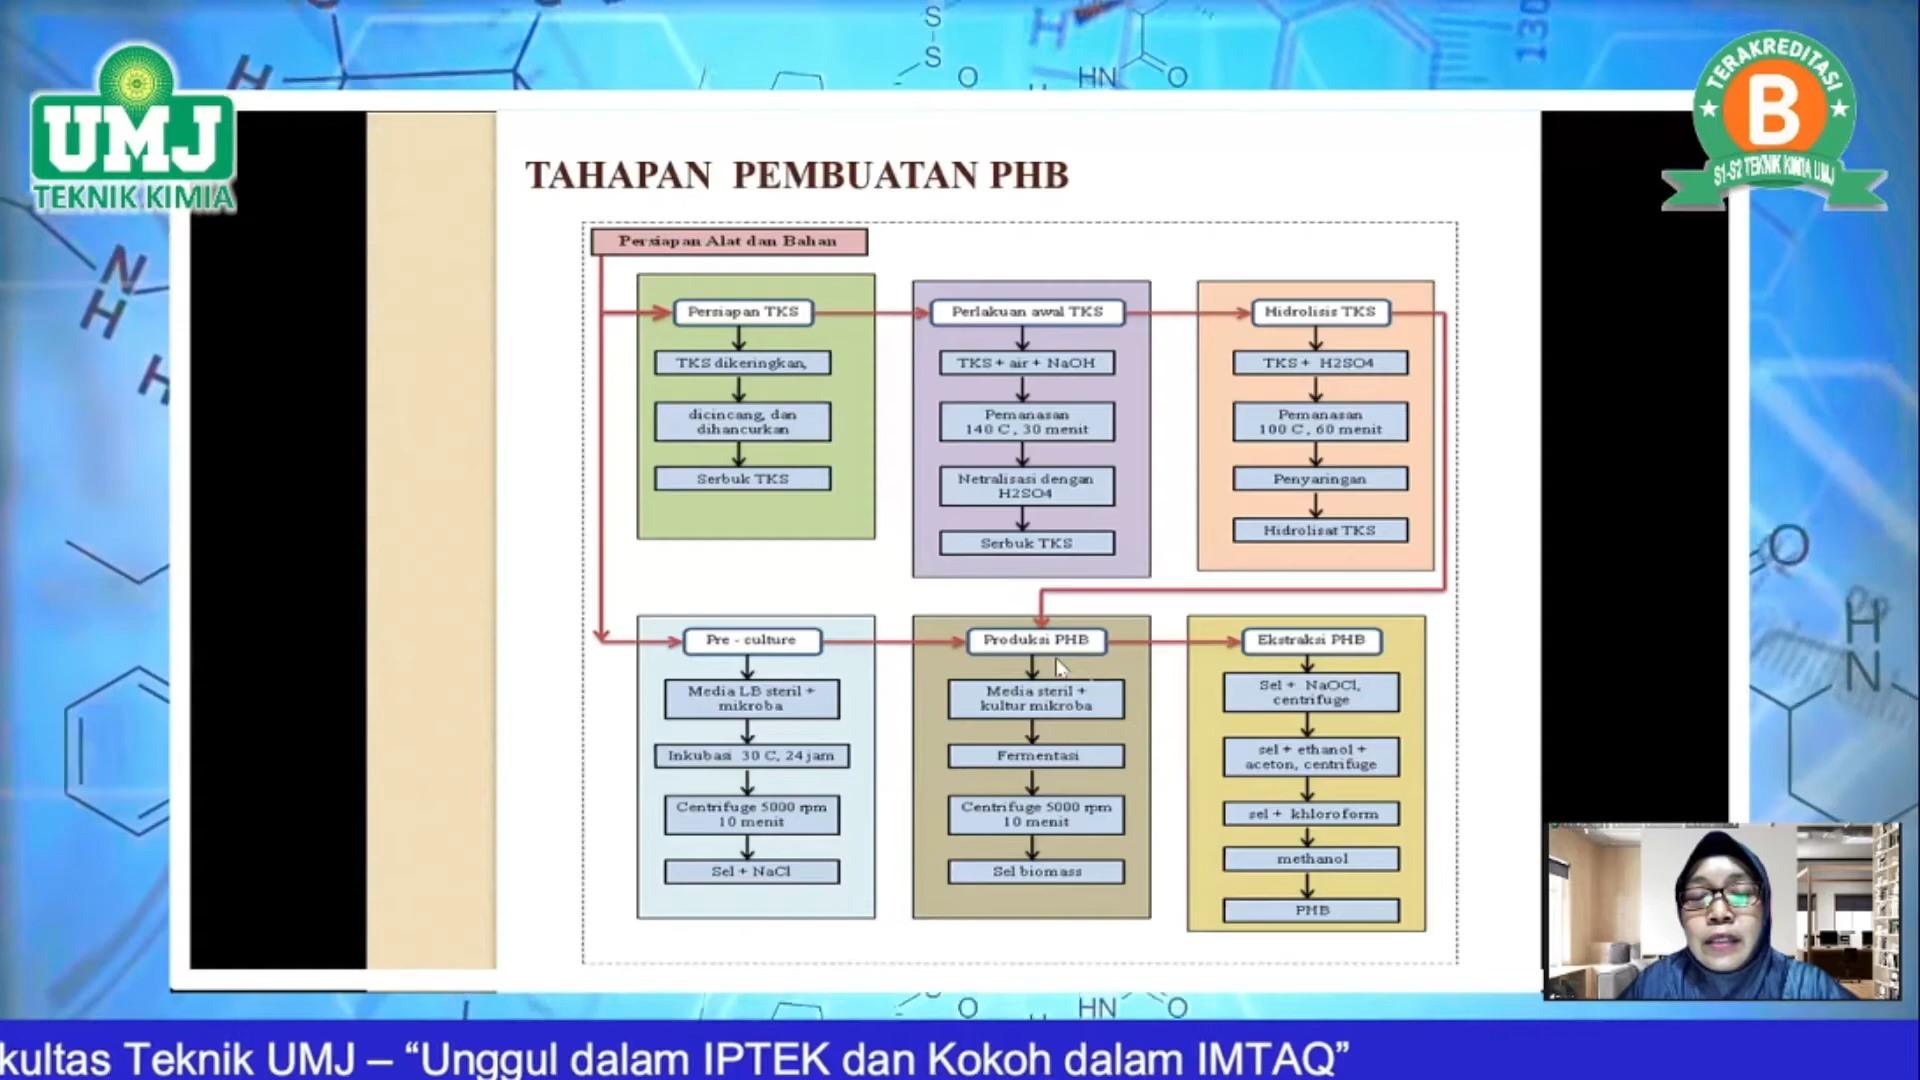 UMJ
TEKNIK KIMIA
TERAKREDITASI
B
S1-S2 TEKNIK KIMIA UMJ
TAHAPAN PEMBUATAN PHB
Persiapan Alat dan Bahan
Persiapan TKS
TKS dikeringkan,
dicincang, dan
dihancurkan
Serbuk TKS
Perlakuan awal TKS
TKS + air + NaOH
Pemanasan
140 C, 30 menit
Netralisasi dengan
H2SO4
Serbuk TKS
Hidrolisis TKS
TKS + H2SO4
Pemanasan
100 C, 60 menit
Penyaringan
Hidrolisat TKS
Pre - culture
Media LB steril +
mikroba
Inkubasi 30 C, 24 jam
Centrifuge 5000 rpm
10 menit
Sel + NaCl
Produksi PHB
Media steril +
kultur mikroba
Fermentasi
Centrifuge 5000 rpm
10 menit
Sel biomass
Ekstraksi PHB
Sel + NaOCl,
centrifuge
sel + ethanol +
aceton, centrifuge
sel + khloroform
methanol
PHB
H
S
S
O
HN
O
H
130
N
H
H
O
H
N
O
HN
O
kultas Teknik UMJ – “Unggul dalam IPTEK dan Kokoh dalam IMTAQ”